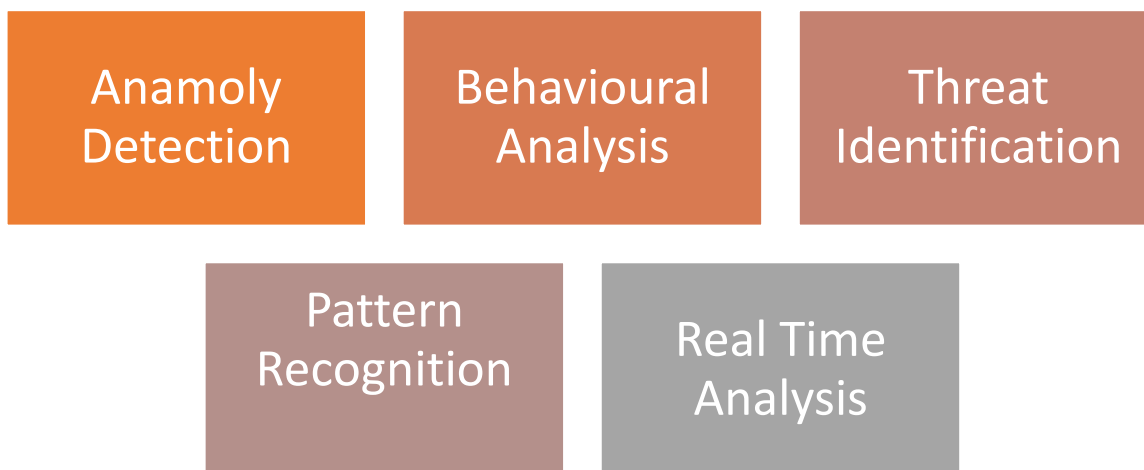 Anamoly
Detection
Behavioural
Analysis
Threat
Identification
Pattern
Recognition
Real Time
Analysis